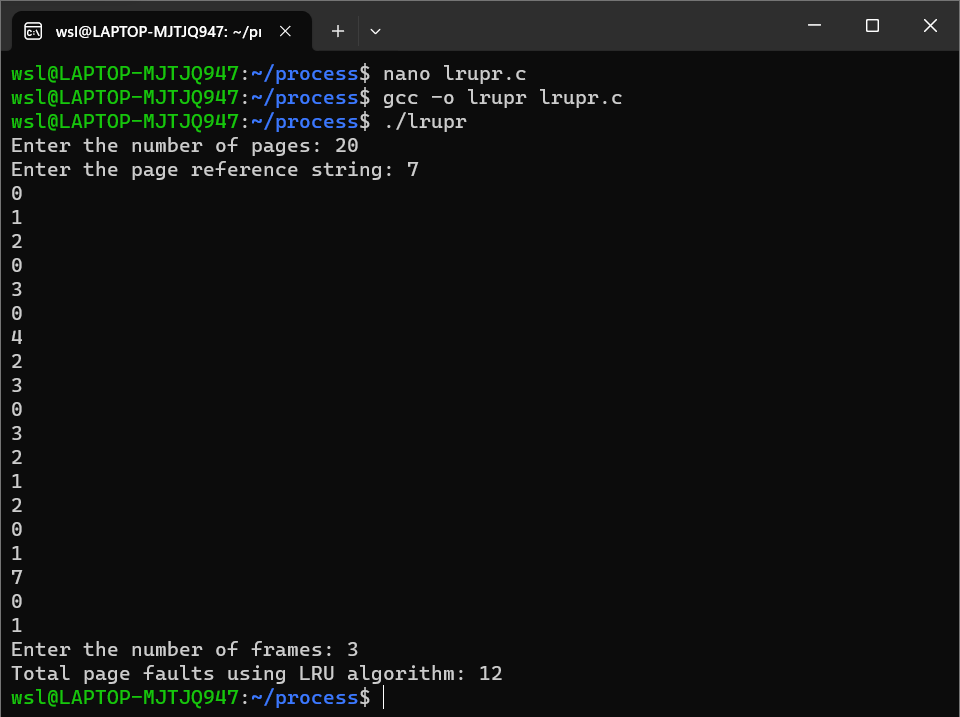 wsl@LAPTOP-MJTJQ947: ~/pr
wsl@LAPTOP-MJTJQ947:~/process$ nano lrupr.c
wsl@LAPTOP-MJTJQ947:~/process$ gcc -o lrupr lrupr.c
wsl@LAPTOP-MJTJQ947:~/process$ ./lrupr
Enter the number of pages: 20
Enter the page reference string: 7
0
1
2
0
3
0
4
2
3
0
3
2
1
2
0
1
7
0
1
Enter the number of frames: 3
Total page faults using LRU algorithm: 12
wsl@LAPTOP-MJTJQ947:~/process$